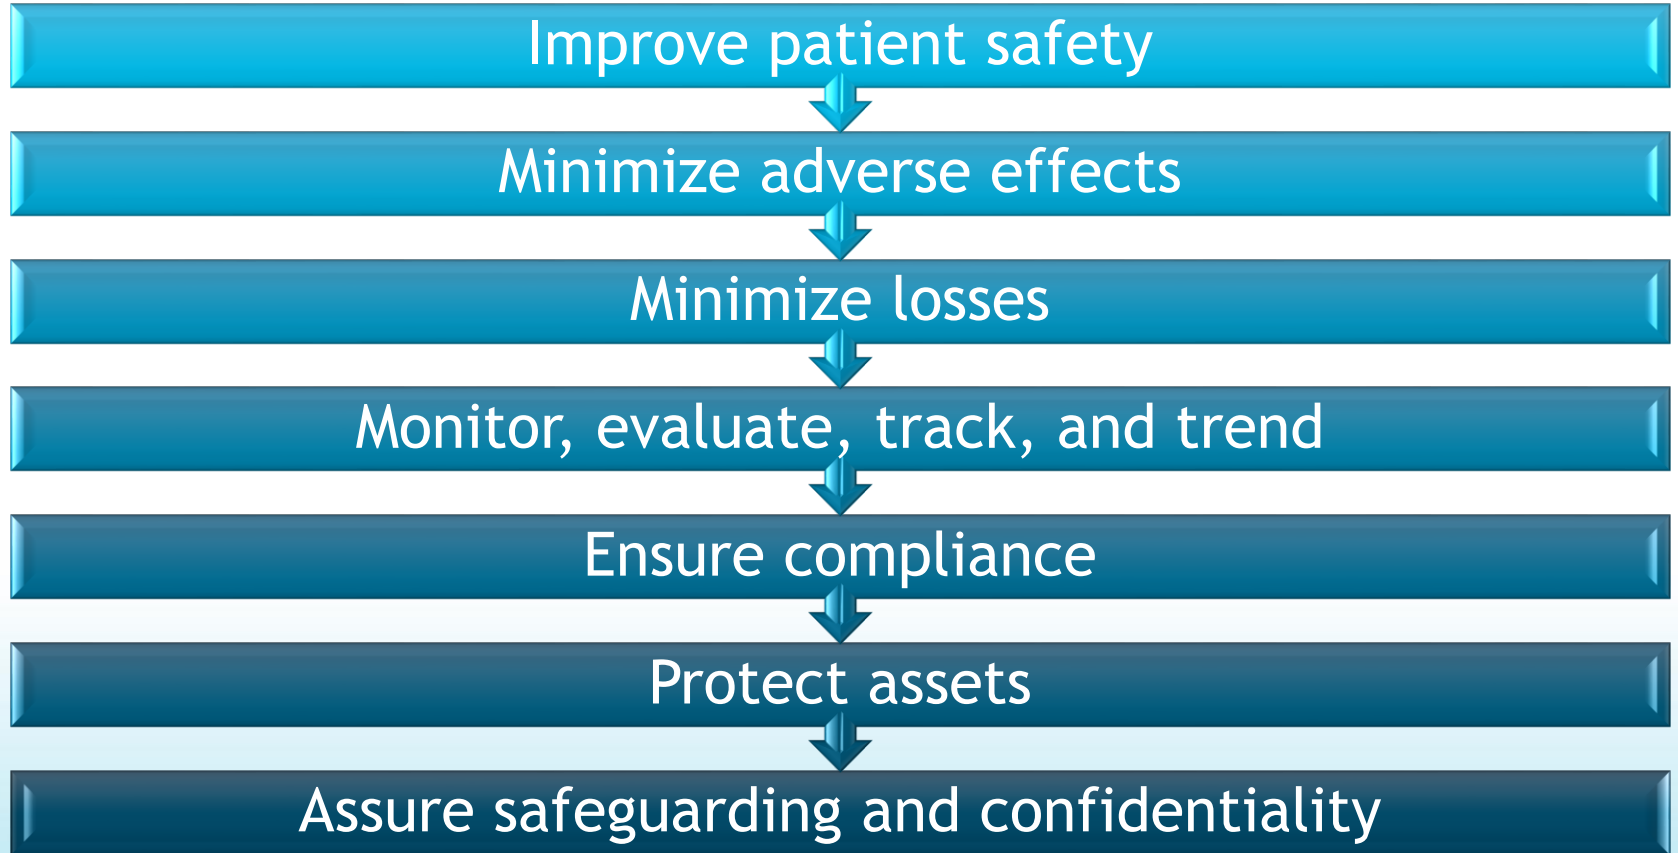 Improve patient safety
Minimize adverse effects
Minimize losses
Monitor, evaluate, track, and trend
Ensure compliance
Protect assets
Assure safeguarding and confidentiality